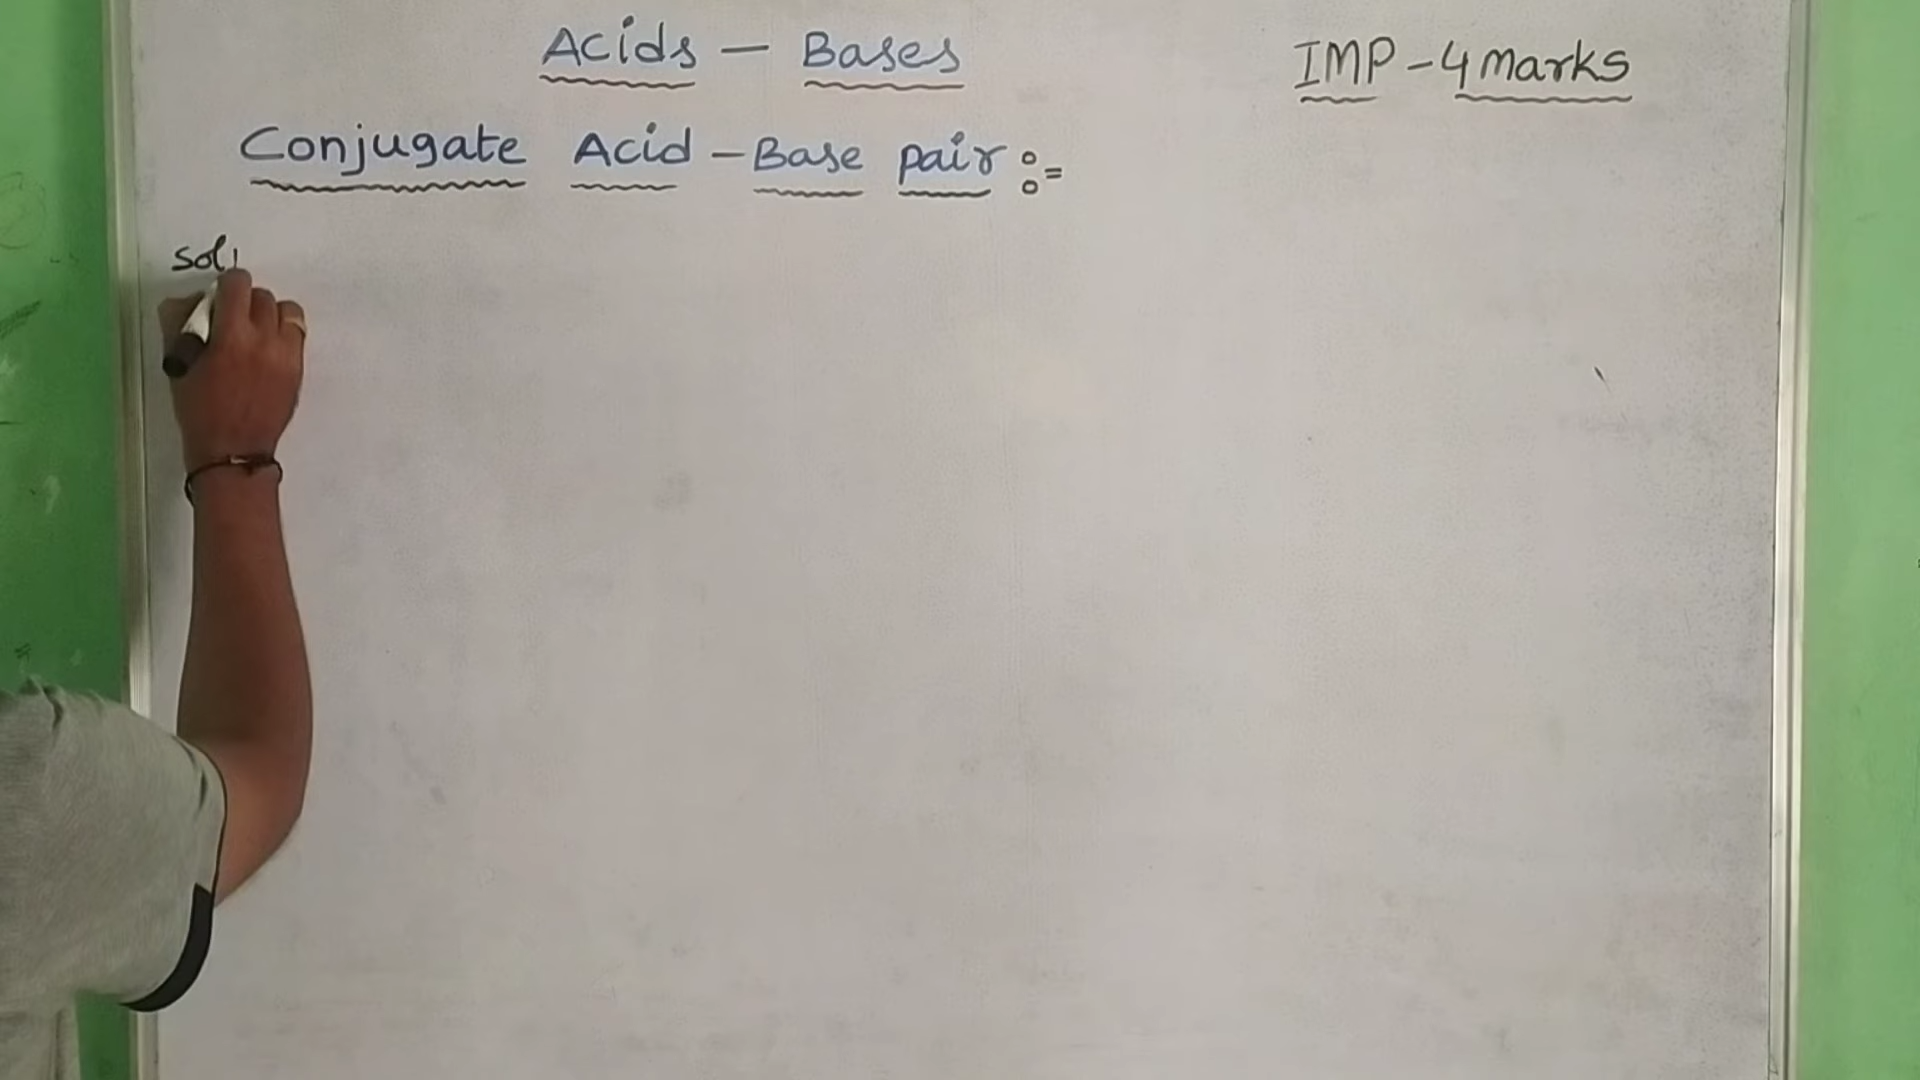 Acids - Bases
IMP - 4 Marks
Conjugate Acid - Base pair :=
sol